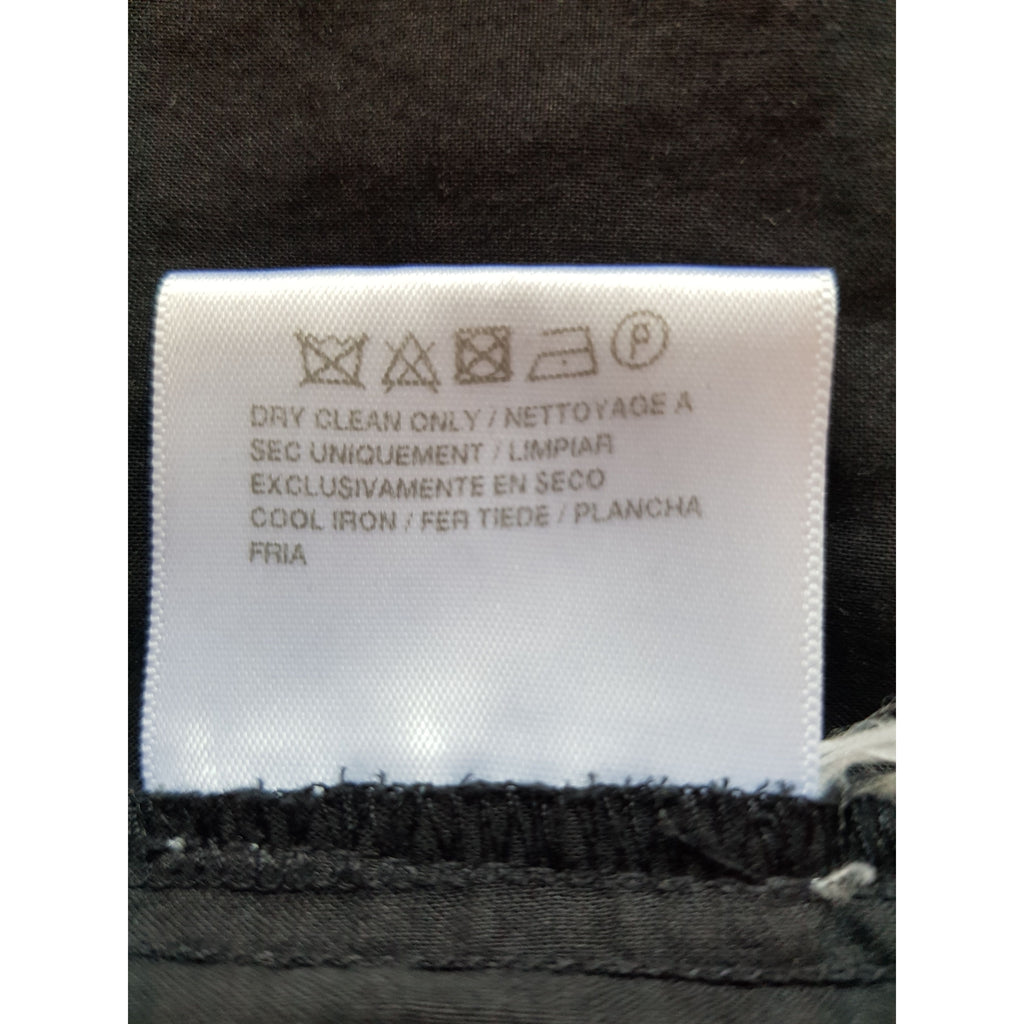 P
DRY CLEAN ONLY / NETTOYAGE A
SEC UNIQUEMENT / LIMPIAR
EXCLUSIVAMENTE EN SECO
COOL IRON / FER TIEDE / PLANCHA
FRIA